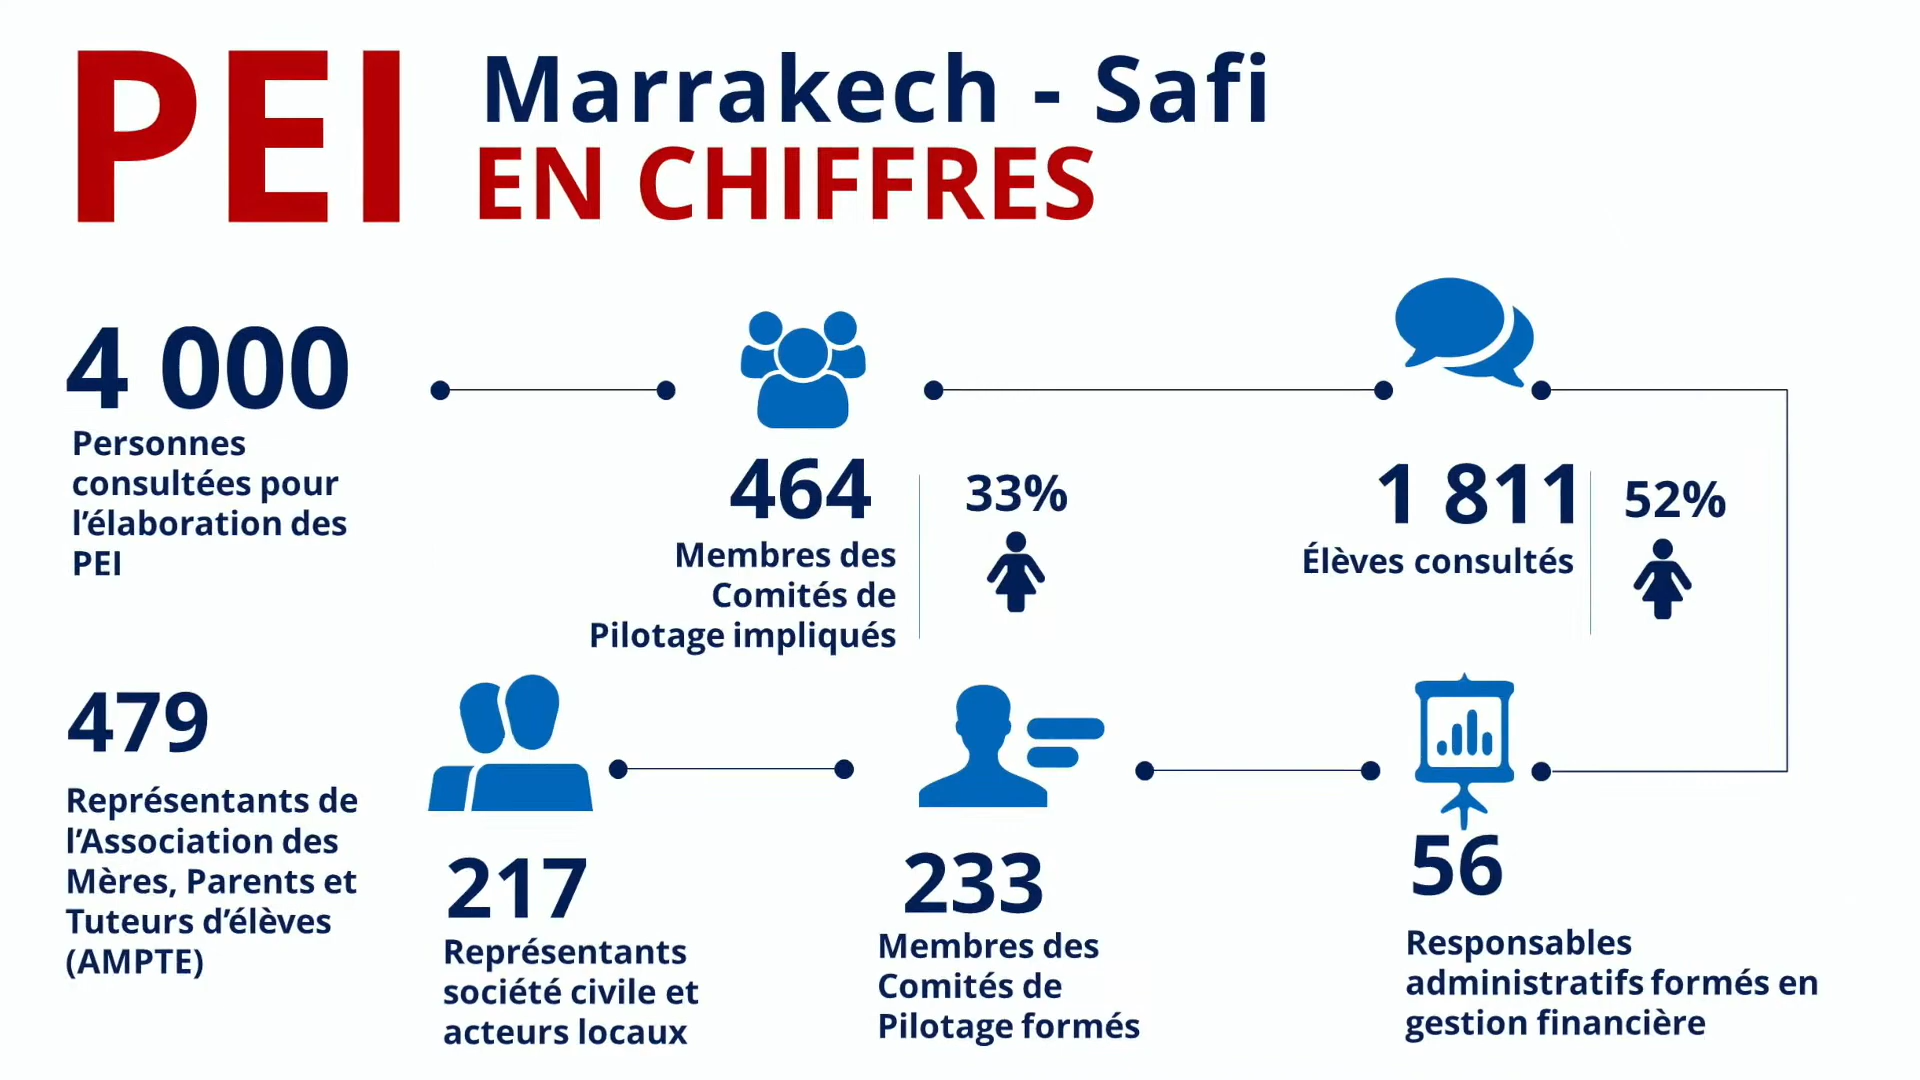 PEI
Marrakech - Safi
EN CHIFFRES
4 000
Personnes
consultées pour
l’élaboration des
PEI
464
Membres des
Comités de
Pilotage impliqués
33%
1 811
Élèves consultés
52%
479
Représentants de
l’Association des
Mères, Parents et
Tuteurs d’élèves
(AMPTE)
217
Représentants
société civile et
acteurs locaux
233
Membres des
Comités de
Pilotage formés
56
Responsables
administratifs formés en
gestion financière